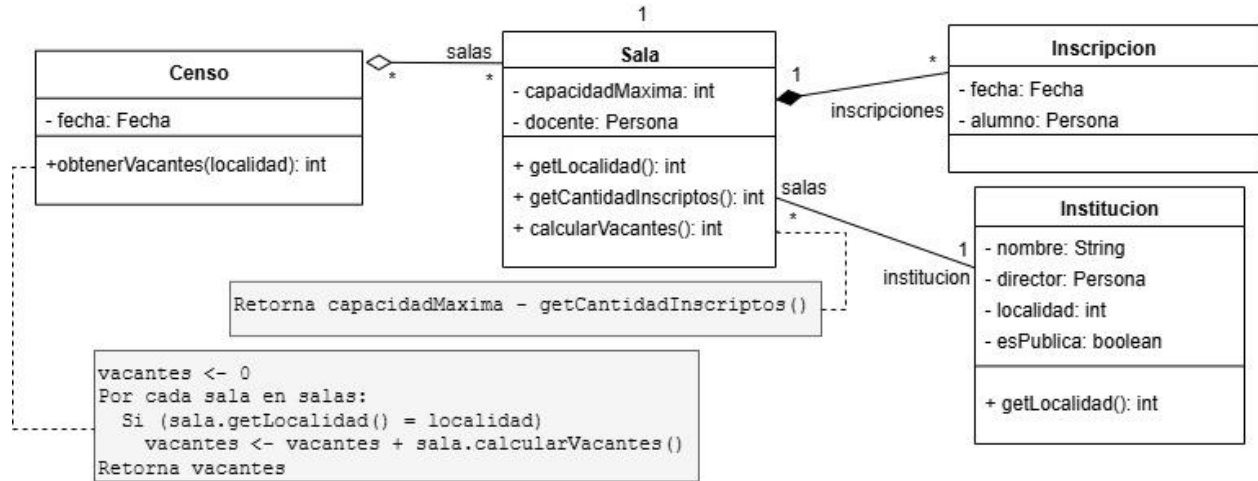 1
Censo
- fecha: Fecha
+obtenerVacantes(localidad): int
salas
*
*
Sala
- capacidadMaxima: int
- docente: Persona
+ getLocalidad(): int
+ getCantidadInscriptos(): int
+ calcularVacantes(): int
1
*
inscripciones
Inscripcion
- fecha: Fecha
- alumno: Persona
salas
*
1
institucion
Institucion
- nombre: String
- director: Persona
- localidad: int
- esPublica: boolean
+ getLocalidad(): int
Retorna capacidadMaxima - getCantidadInscriptos()
vacantes <- 0
Por cada sala en salas:
Si (sala.getLocalidad() = localidad)
vacantes <- vacantes + sala.calcularVacantes()
Retorna vacantes